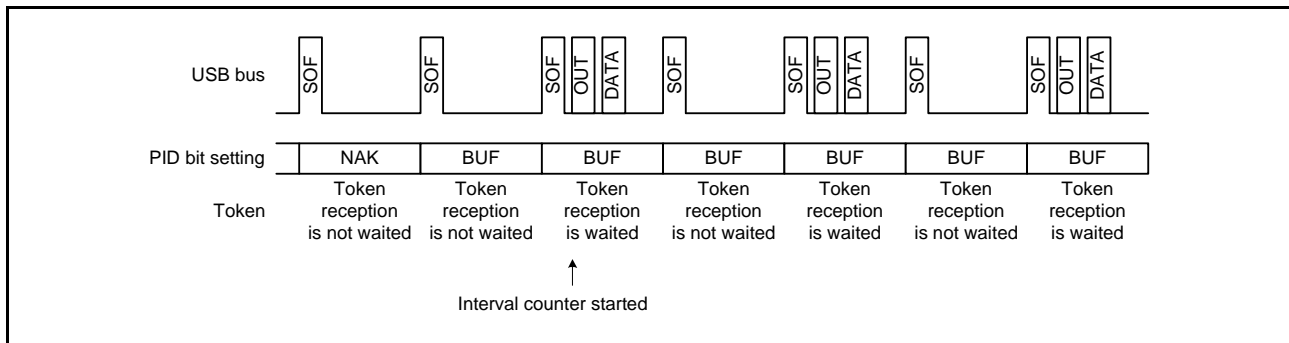 USB bus SOF SOF SOF OUT DATA SOF SOF OUT DATA SOF SOF OUT DATA
PID bit setting NAK BUF BUF BUF BUF BUF BUF
Token Token Token Token Token Token Token
Token reception reception reception reception reception reception reception
is not waited is not waited is waited is not waited is waited is not waited is waited
Interval counter started